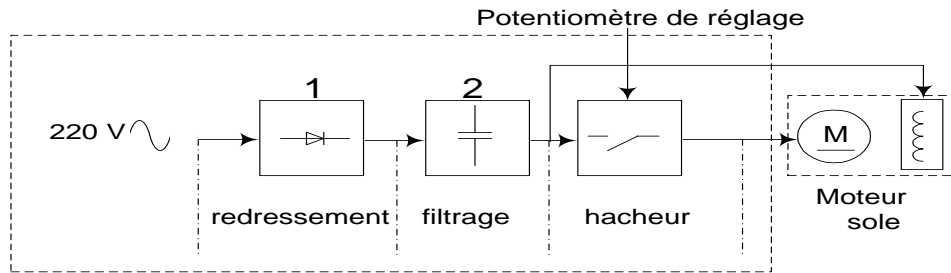 Potentiomètre de réglage
1
2
220 V
M
redressement
filtrage
hacheur
Moteur
sole